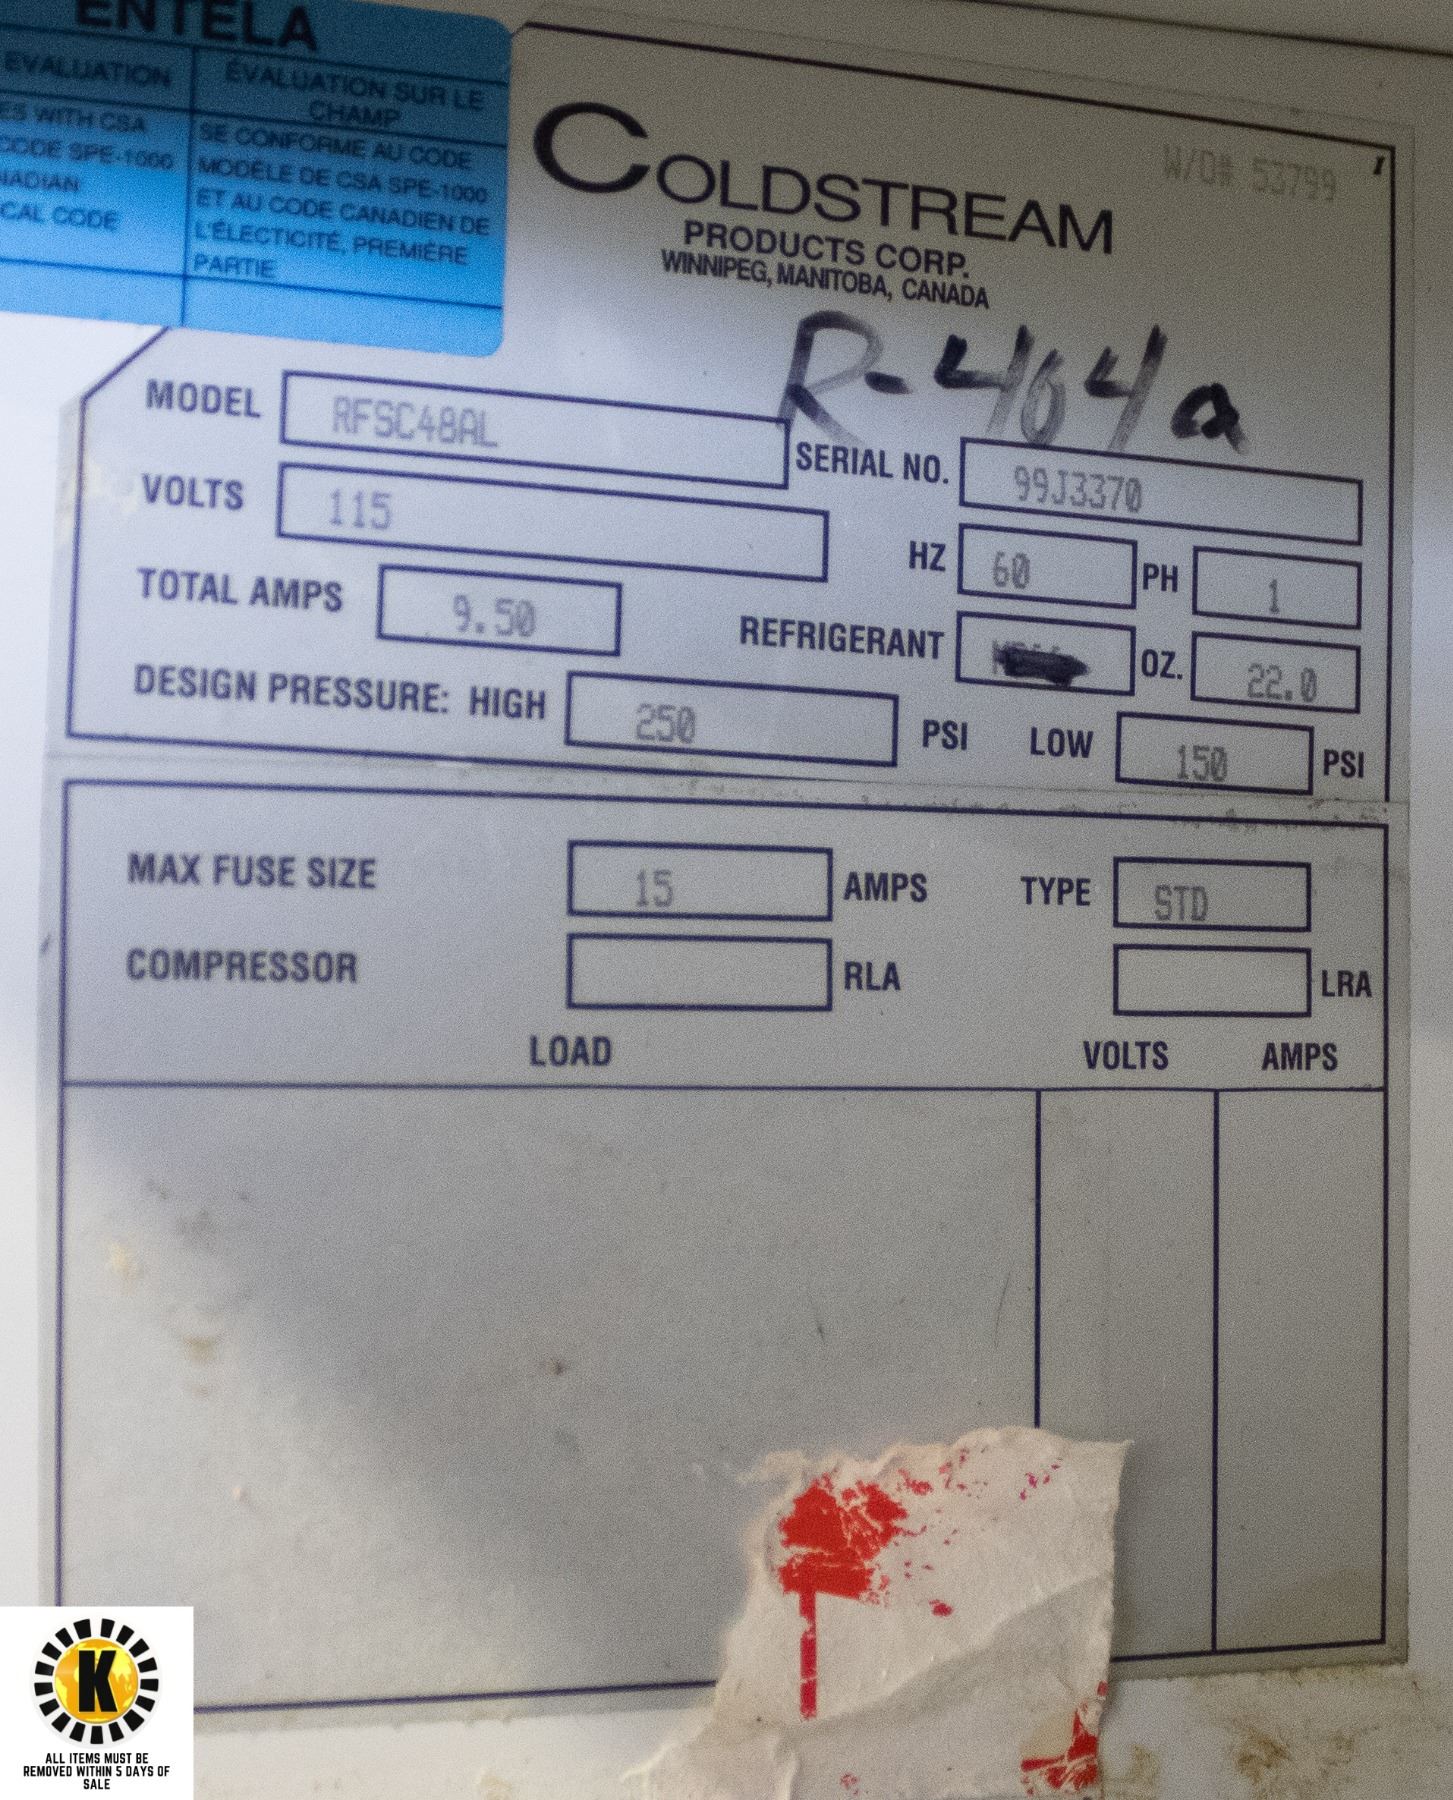 ENTELA
EVALUATION
ES WITH CSA
CODE SPE-1000
NADIAN
CAL CODE
ÉVALUATION SUR LE
CHAMP
SE CONFORME AU CODE
MODÈLE DE CSA SPE-1000
ET AU CODE CANADIEN DE
L'ÉLECTICITÉ, PREMIÈRE
PARTIE
W/O# 53799
COLDSTREAM
PRODUCTS CORP.
WINNIPEG, MANITOBA, CANADA
R-404a
MODEL RFSC48AL SERIAL NO. 99J3370
VOLTS 115 HZ 60 PH 1
TOTAL AMPS 9.50 REFRIGERANT OZ. 22.0
DESIGN PRESSURE: HIGH 250 PSI LOW 150 PSI
MAX FUSE SIZE 15 AMPS TYPE STD
COMPRESSOR RLA LRA
LOAD VOLTS AMPS
K
ALL ITEMS MUST BE
REMOVED WITHIN 5 DAYS OF
SALE